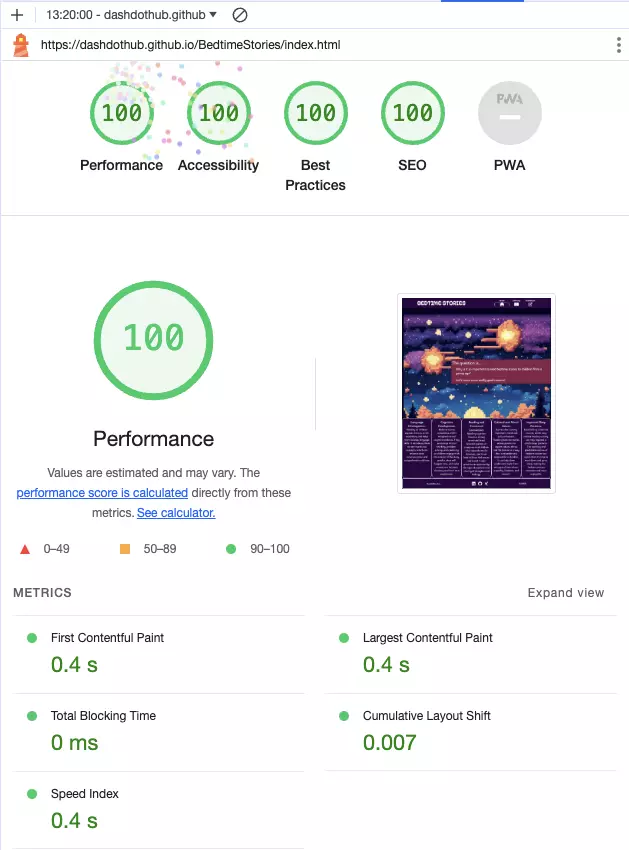 13:20:00 - dashdothub.github
https://dashdothub.github.io/BedtimeStories/index.html
100 100 100 100 PWA
Performance Accessibility Best Practices SEO PWA
100
BEDTIME STORIES
The question is...
Performance
Values are estimated and may vary. The
performance score is calculated directly from these
metrics. See calculator.
0–49 50–89 90–100
METRICS Expand view
First Contentful Paint
0.4 s
Largest Contentful Paint
0.4 s
Total Blocking Time
0 ms
Cumulative Layout Shift
0.007
Speed Index
0.4 s